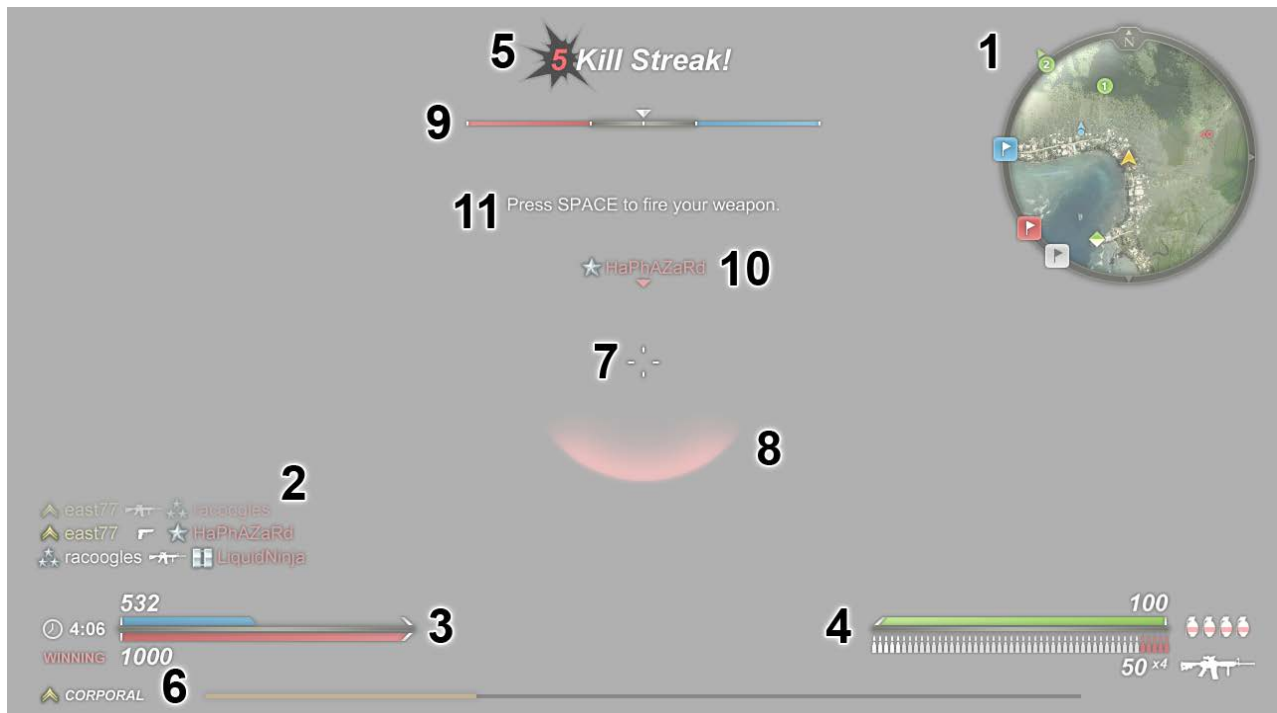 5 5 Kill Streak!
1
N
2
1
9
11 Press SPACE to fire your weapon.
HaPhAZaRd 10
7
8
2
east77 racoogles
east77 HaPhAZaRd
racoogles LiquidNinja
532
4:06
3
WINNING 1000
4
100
50 x4
CORPORAL 6